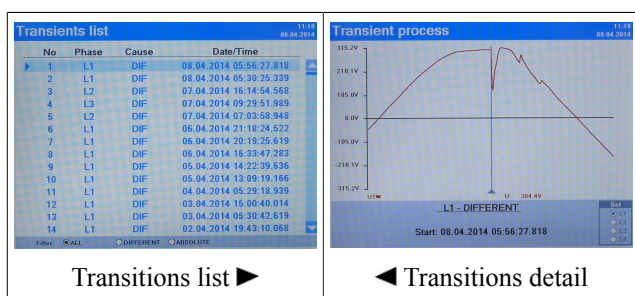 Transients list
11:19
08.04.2014
No Phase Cause Date/Time
1 L1 DIF 08.04.2014 05:56:27.818
2 L1 DIF 08.04.2014 05:30:25.339
3 L2 DIF 07.04.2014 16:14:54.568
4 L3 DIF 07.04.2014 09:29:51.989
5 L2 DIF 07.04.2014 07:03:58.948
6 L1 DIF 06.04.2014 21:18:24.522
7 L1 DIF 06.04.2014 20:19:25.619
8 L1 DIF 06.04.2014 16:33:47.283
9 L1 DIF 05.04.2014 14:22:39.636
10 L1 DIF 05.04.2014 13:09:19.166
11 L1 DIF 04.04.2014 05:29:18.939
12 L1 DIF 03.04.2014 15:00:40.014
13 L1 DIF 03.04.2014 05:30:42.619
14 L1 DIF 02.04.2014 19:43:10.068
Filter: ALL DIFFERENT ABSOLUTE
Transitions list ►
Transient process
11:19
08.04.2014
315.2V
210.1V
105.0V
0.0V
-105.0V
-210.1V
-315.2V
U1
U: 304.4V
L1 - DIFFERENT
Start: 08.04.2014 05:56:27.818
Set
L1
L2
L3
L4
◄ Transitions detail